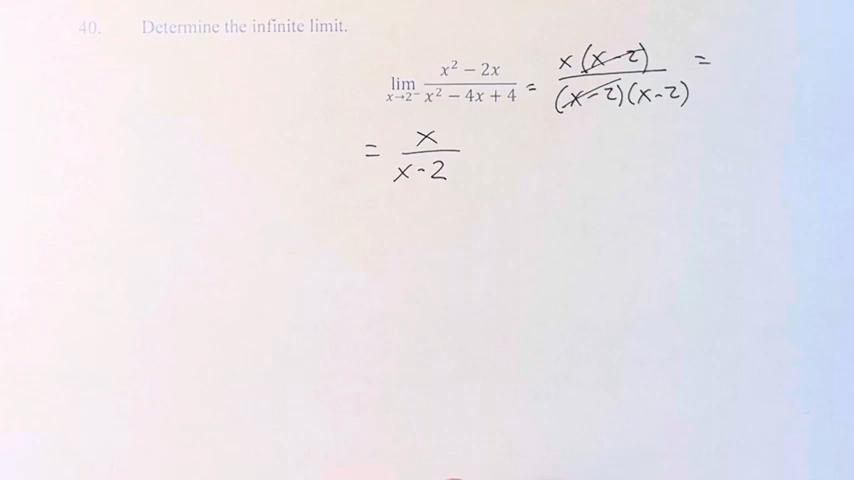 40. Determine the infinite limit.
lim x→2⁻ (x² − 2x)/(x² − 4x + 4) = x(x-2)/((x-2)(x-2)) =
= x/(x-2)